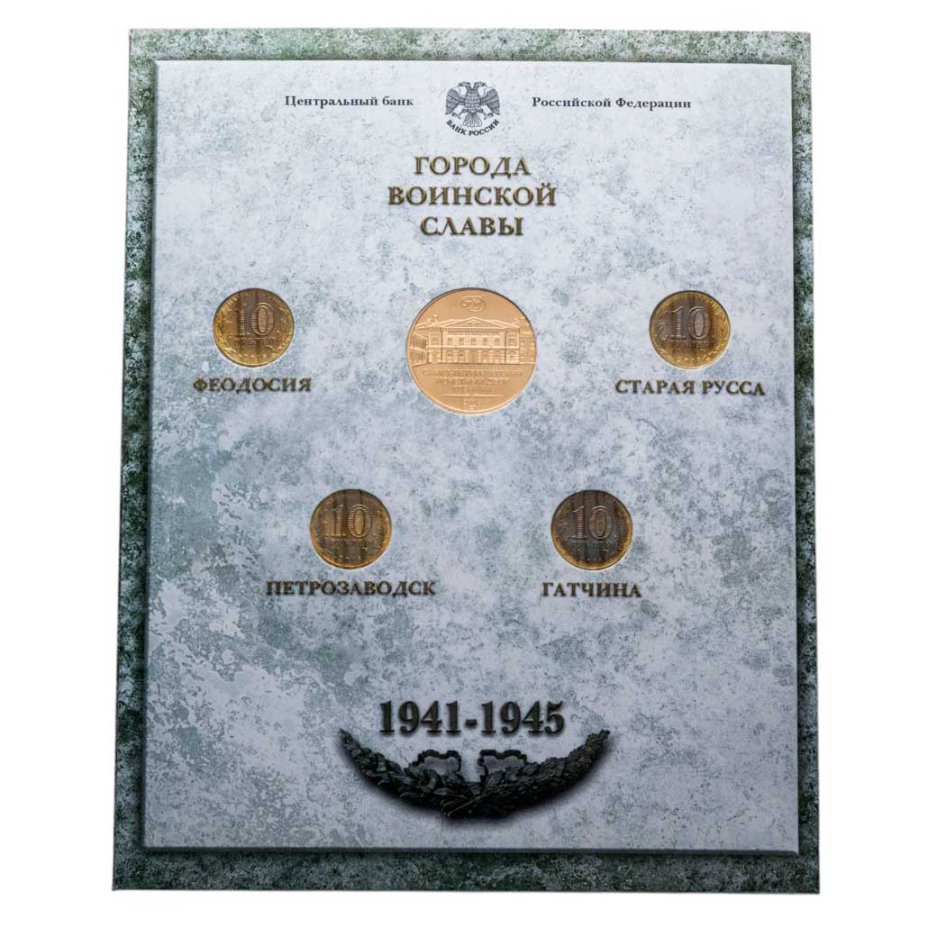 Центральный банк
БАНК РОССИИ
Российской Федерации
ГОРОДА
ВОИНСКОЙ
СЛАВЫ
10
10
ФЕОДОСИЯ
СТАРАЯ РУССА
10
10
ПЕТРОЗАВОДСК
ГАТЧИНА
1941-1945